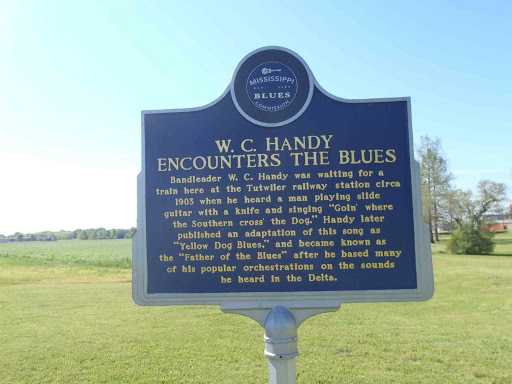 MISSISSIPPI
BLUES
COMMISSION
W. C. HANDY
ENCOUNTERS THE BLUES
Bandleader W. C. Handy was waiting for a
train here at the Tutwiler railway station circa
1903 when he heard a man playing slide
guitar with a knife and singing "Goin' where
the Southern cross' the Dog." Handy later
published an adaptation of this song as
"Yellow Dog Blues," and became known as
the "Father of the Blues" after he based many
of his popular orchestrations on the sounds
he heard in the Delta.